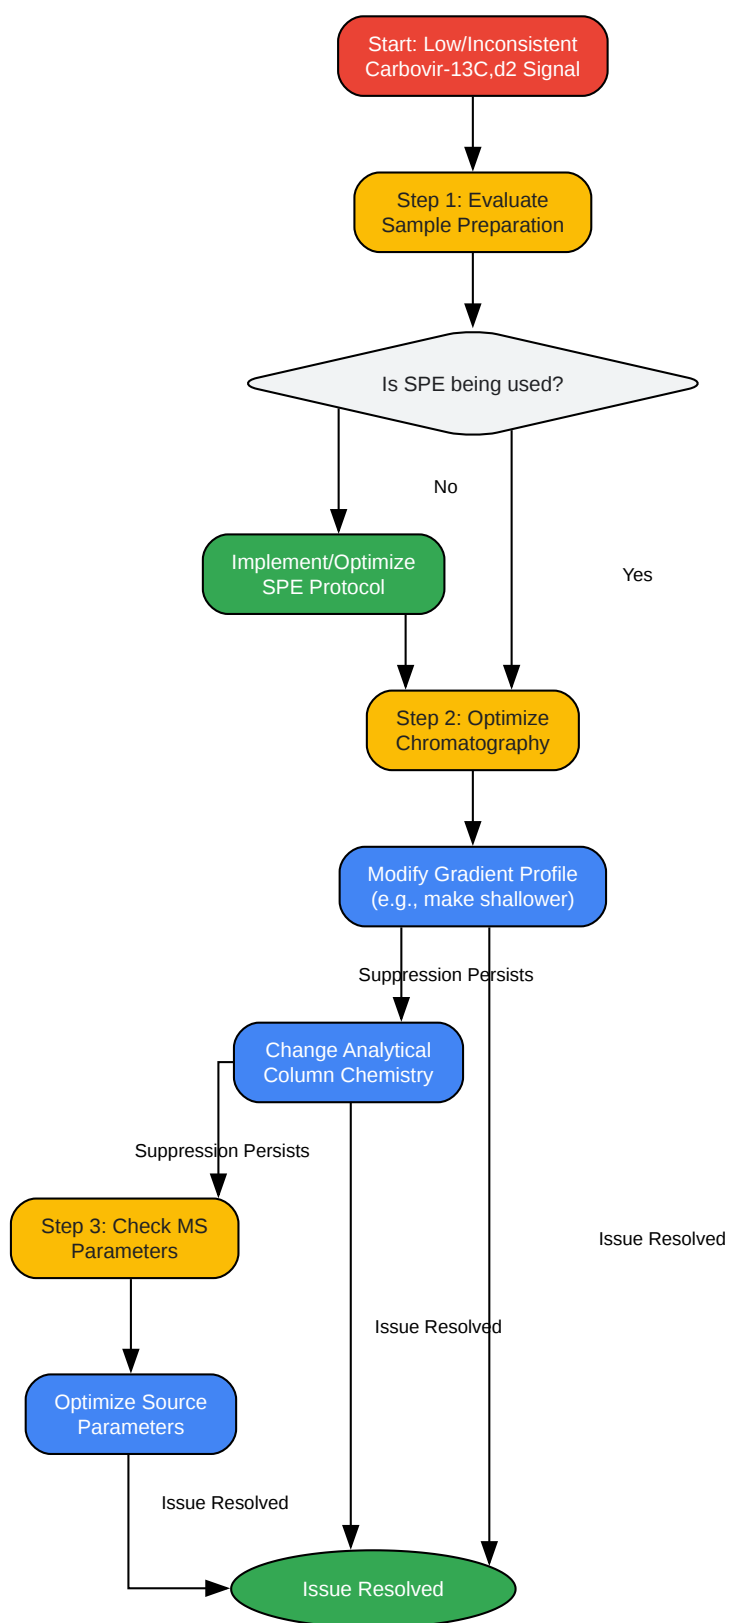 Start: Low/Inconsistent
Carbovir-13C,d2 Signal
Step 1: Evaluate
Sample Preparation
Is SPE being used?
No
Implement/Optimize
SPE Protocol
Yes
Step 2: Optimize
Chromatography
Modify Gradient Profile
(e.g., make shallower)
Suppression Persists
Change Analytical
Column Chemistry
Suppression Persists
Step 3: Check MS
Parameters
Issue Resolved
Issue Resolved
Optimize Source
Parameters
Issue Resolved
Issue Resolved